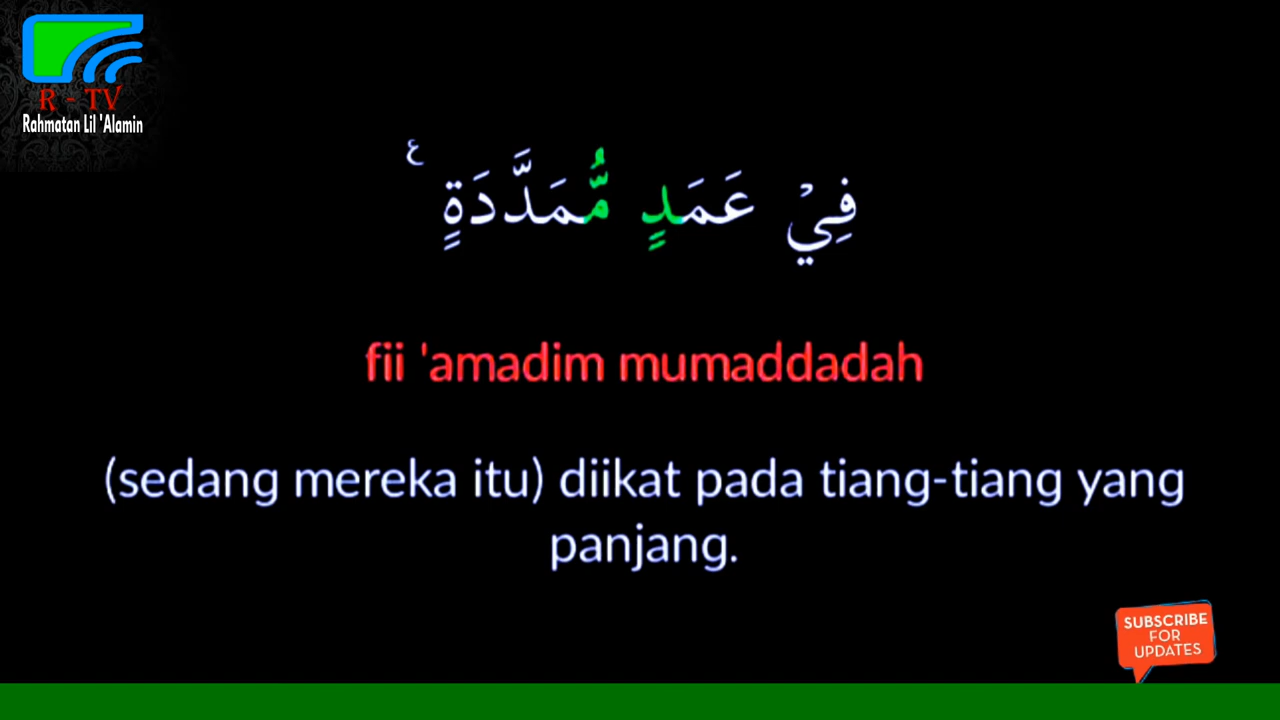 R - TV
Rahmatan Lil 'Alamin
فِيْ عَمَدٍ مُّمَدَّدَةٍ ࣖ
fii 'amadim mumaddadah
(sedang mereka itu) diikat pada tiang-tiang yang
panjang.
SUBSCRIBE
FOR
UPDATES